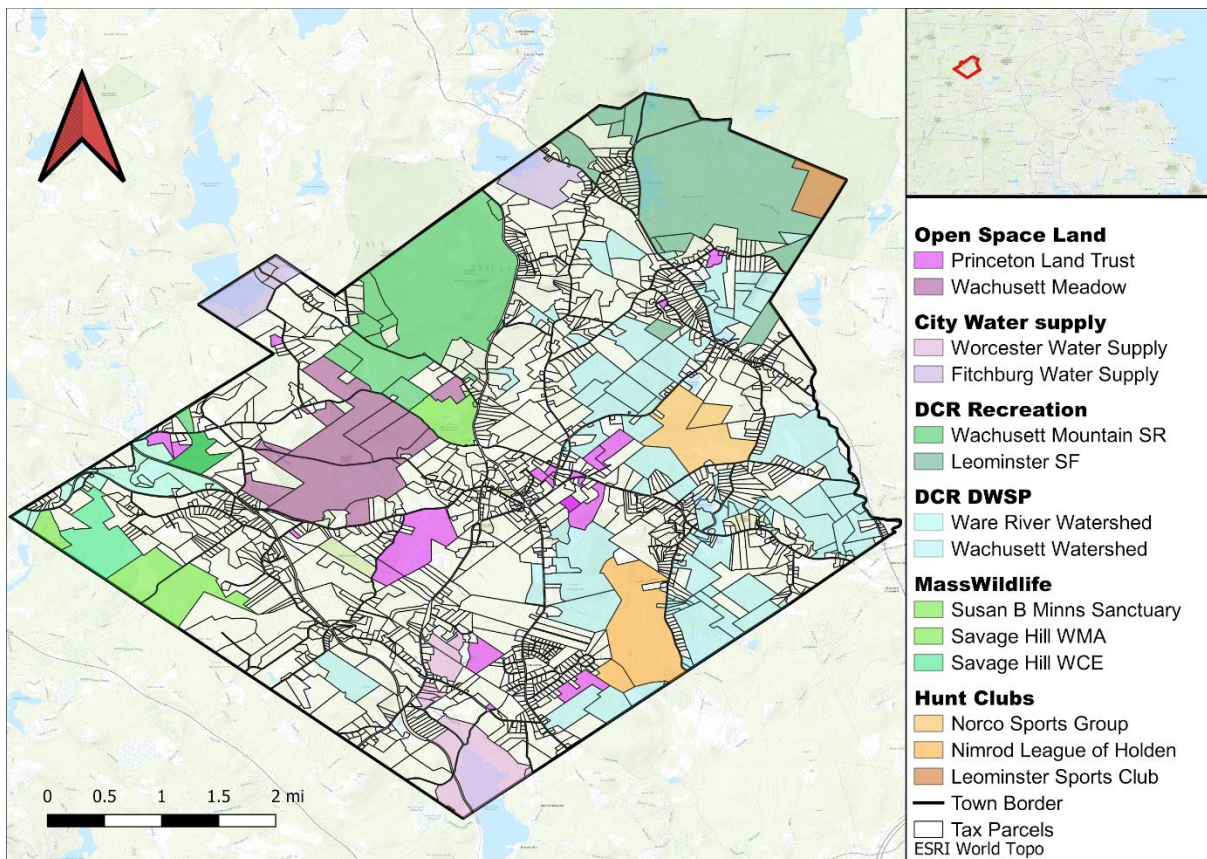 Open Space Land
Princeton Land Trust
Wachusett Meadow
City Water supply
Worcester Water Supply
Fitchburg Water Supply
DCR Recreation
Wachusett Mountain SR
Leominster SF
DCR DWSP
Ware River Watershed
Wachusett Watershed
MassWildlife
Susan B Minns Sanctuary
Savage Hill WMA
Savage Hill WCE
Hunt Clubs
Norco Sports Group
Nimrod League of Holden
Leominster Sports Club
Town Border
Tax Parcels
ESRI World Topo
0 0.5 1 1.5 2 mi